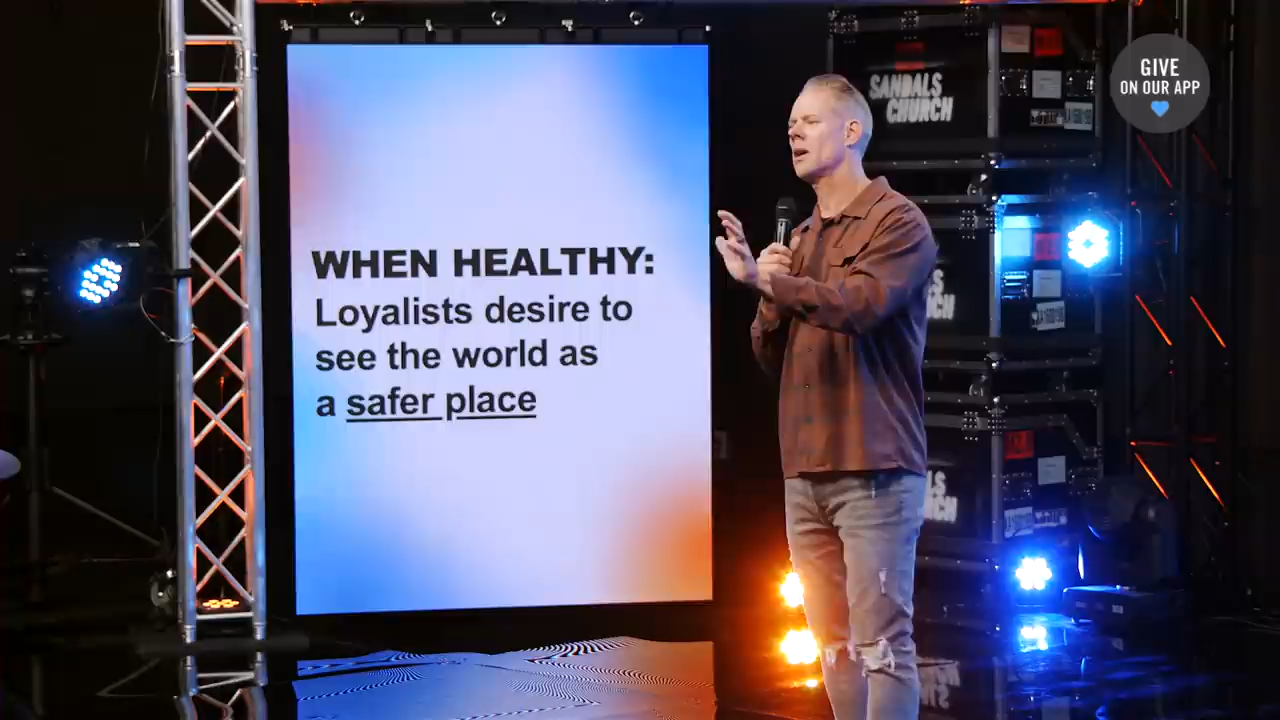 WHEN HEALTHY:
Loyalists desire to
see the world as
a safer place
GIVE
ON OUR APP
SANDALS
CHURCH